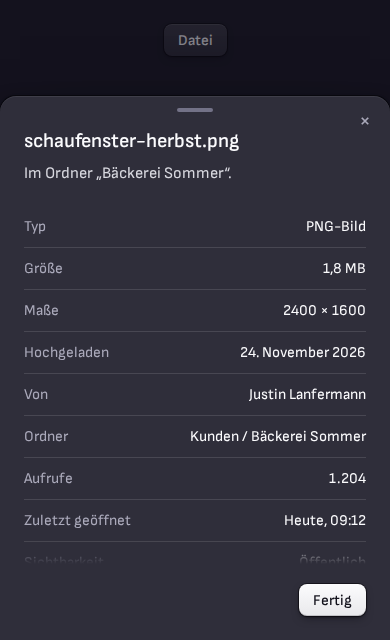 Datei
×
schaufenster-herbst.png
Im Ordner „Bäckerei Sommer“.
Typ PNG-Bild
Größe 1,8 MB
Maße 2400 × 1600
Hochgeladen 24. November 2026
Von Justin Lanfermann
Ordner Kunden / Bäckerei Sommer
Aufrufe 1.204
Zuletzt geöffnet Heute, 09:12
Sichtbarkeit Öffentlich
Fertig